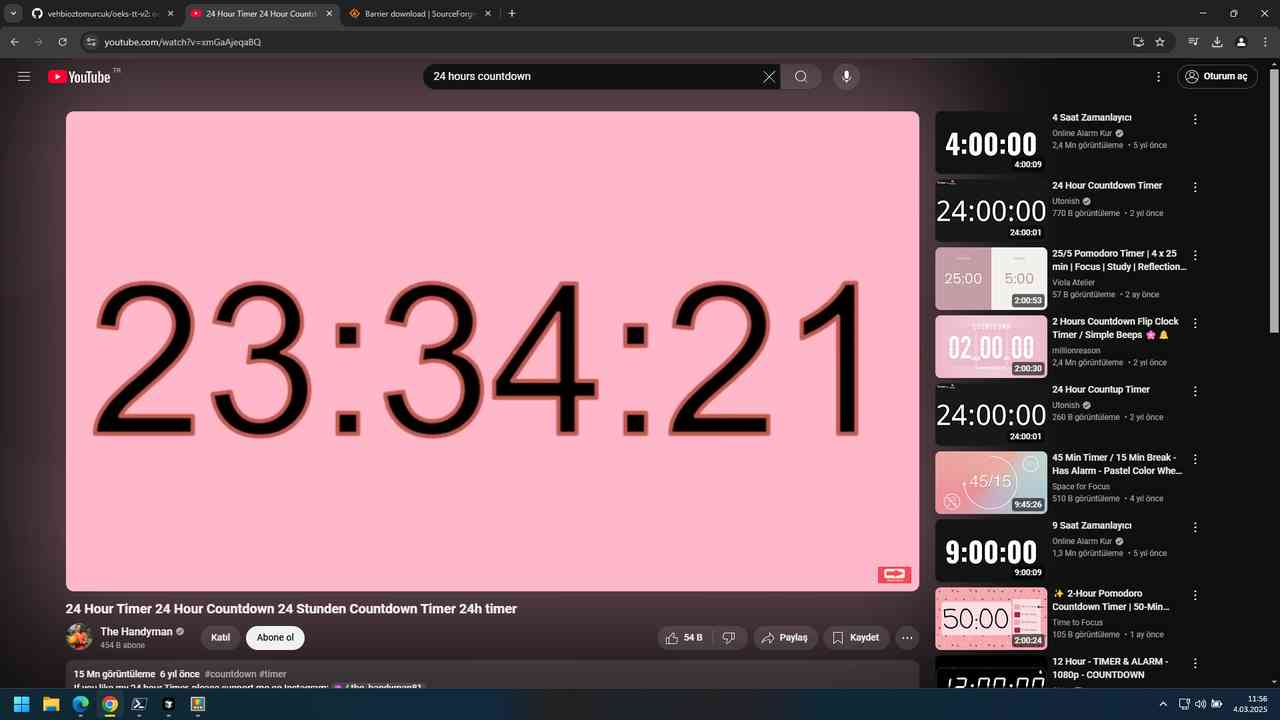 vehbioztomurcuk/oeks-tt-v2: o
24 Hour Timer 24 Hour Countd
Barrier download | SourceForg
youtube.com/watch?v=xmGaAjeqaBQ
YouTube TR
24 hours countdown
Oturum aç
23:34:21
24 Hour Timer 24 Hour Countdown 24 Stunden Countdown Timer 24h timer
The Handyman
454 B abone
Katıl
Abone ol
54 B
Paylaş
Kaydet
15 Mn görüntüleme 6 yıl önce #countdown #timer
If you like my 24 hour Timer, please support me on Instagram: / the_handyman81
4:00:00
4:00:09
4 Saat Zamanlayıcı
Online Alarm Kur
2,4 Mn görüntüleme • 5 yıl önce
24:00:00
24:00:01
24 Hour Countdown Timer
Utonish
770 B görüntüleme • 2 yıl önce
25:00
5:00
2:00:53
25/5 Pomodoro Timer | 4 x 25
min | Focus | Study | Reflection...
Viola Atelier
57 B görüntüleme • 2 ay önce
COUNTDOWN
02:00:00
2:00:30
2 Hours Countdown Flip Clock
Timer / Simple Beeps 🌸 🔔
millionreason
2,4 Mn görüntüleme • 2 yıl önce
24:00:00
24:00:01
24 Hour Countup Timer
Utonish
260 B görüntüleme • 2 yıl önce
45/15
9:45:26
45 Min Timer / 15 Min Break -
Has Alarm - Pastel Color Whe...
Space for Focus
510 B görüntüleme • 4 yıl önce
9:00:00
9:00:09
9 Saat Zamanlayıcı
Online Alarm Kur
1,3 Mn görüntüleme • 5 yıl önce
50:00
2:00:24
✨ 2-Hour Pomodoro
Countdown Timer | 50-Min...
Time to Focus
105 B görüntüleme • 1 ay önce
12:00:00
12 Hour - TIMER & ALARM -
1080p - COUNTDOWN
11:56
4.03.2025